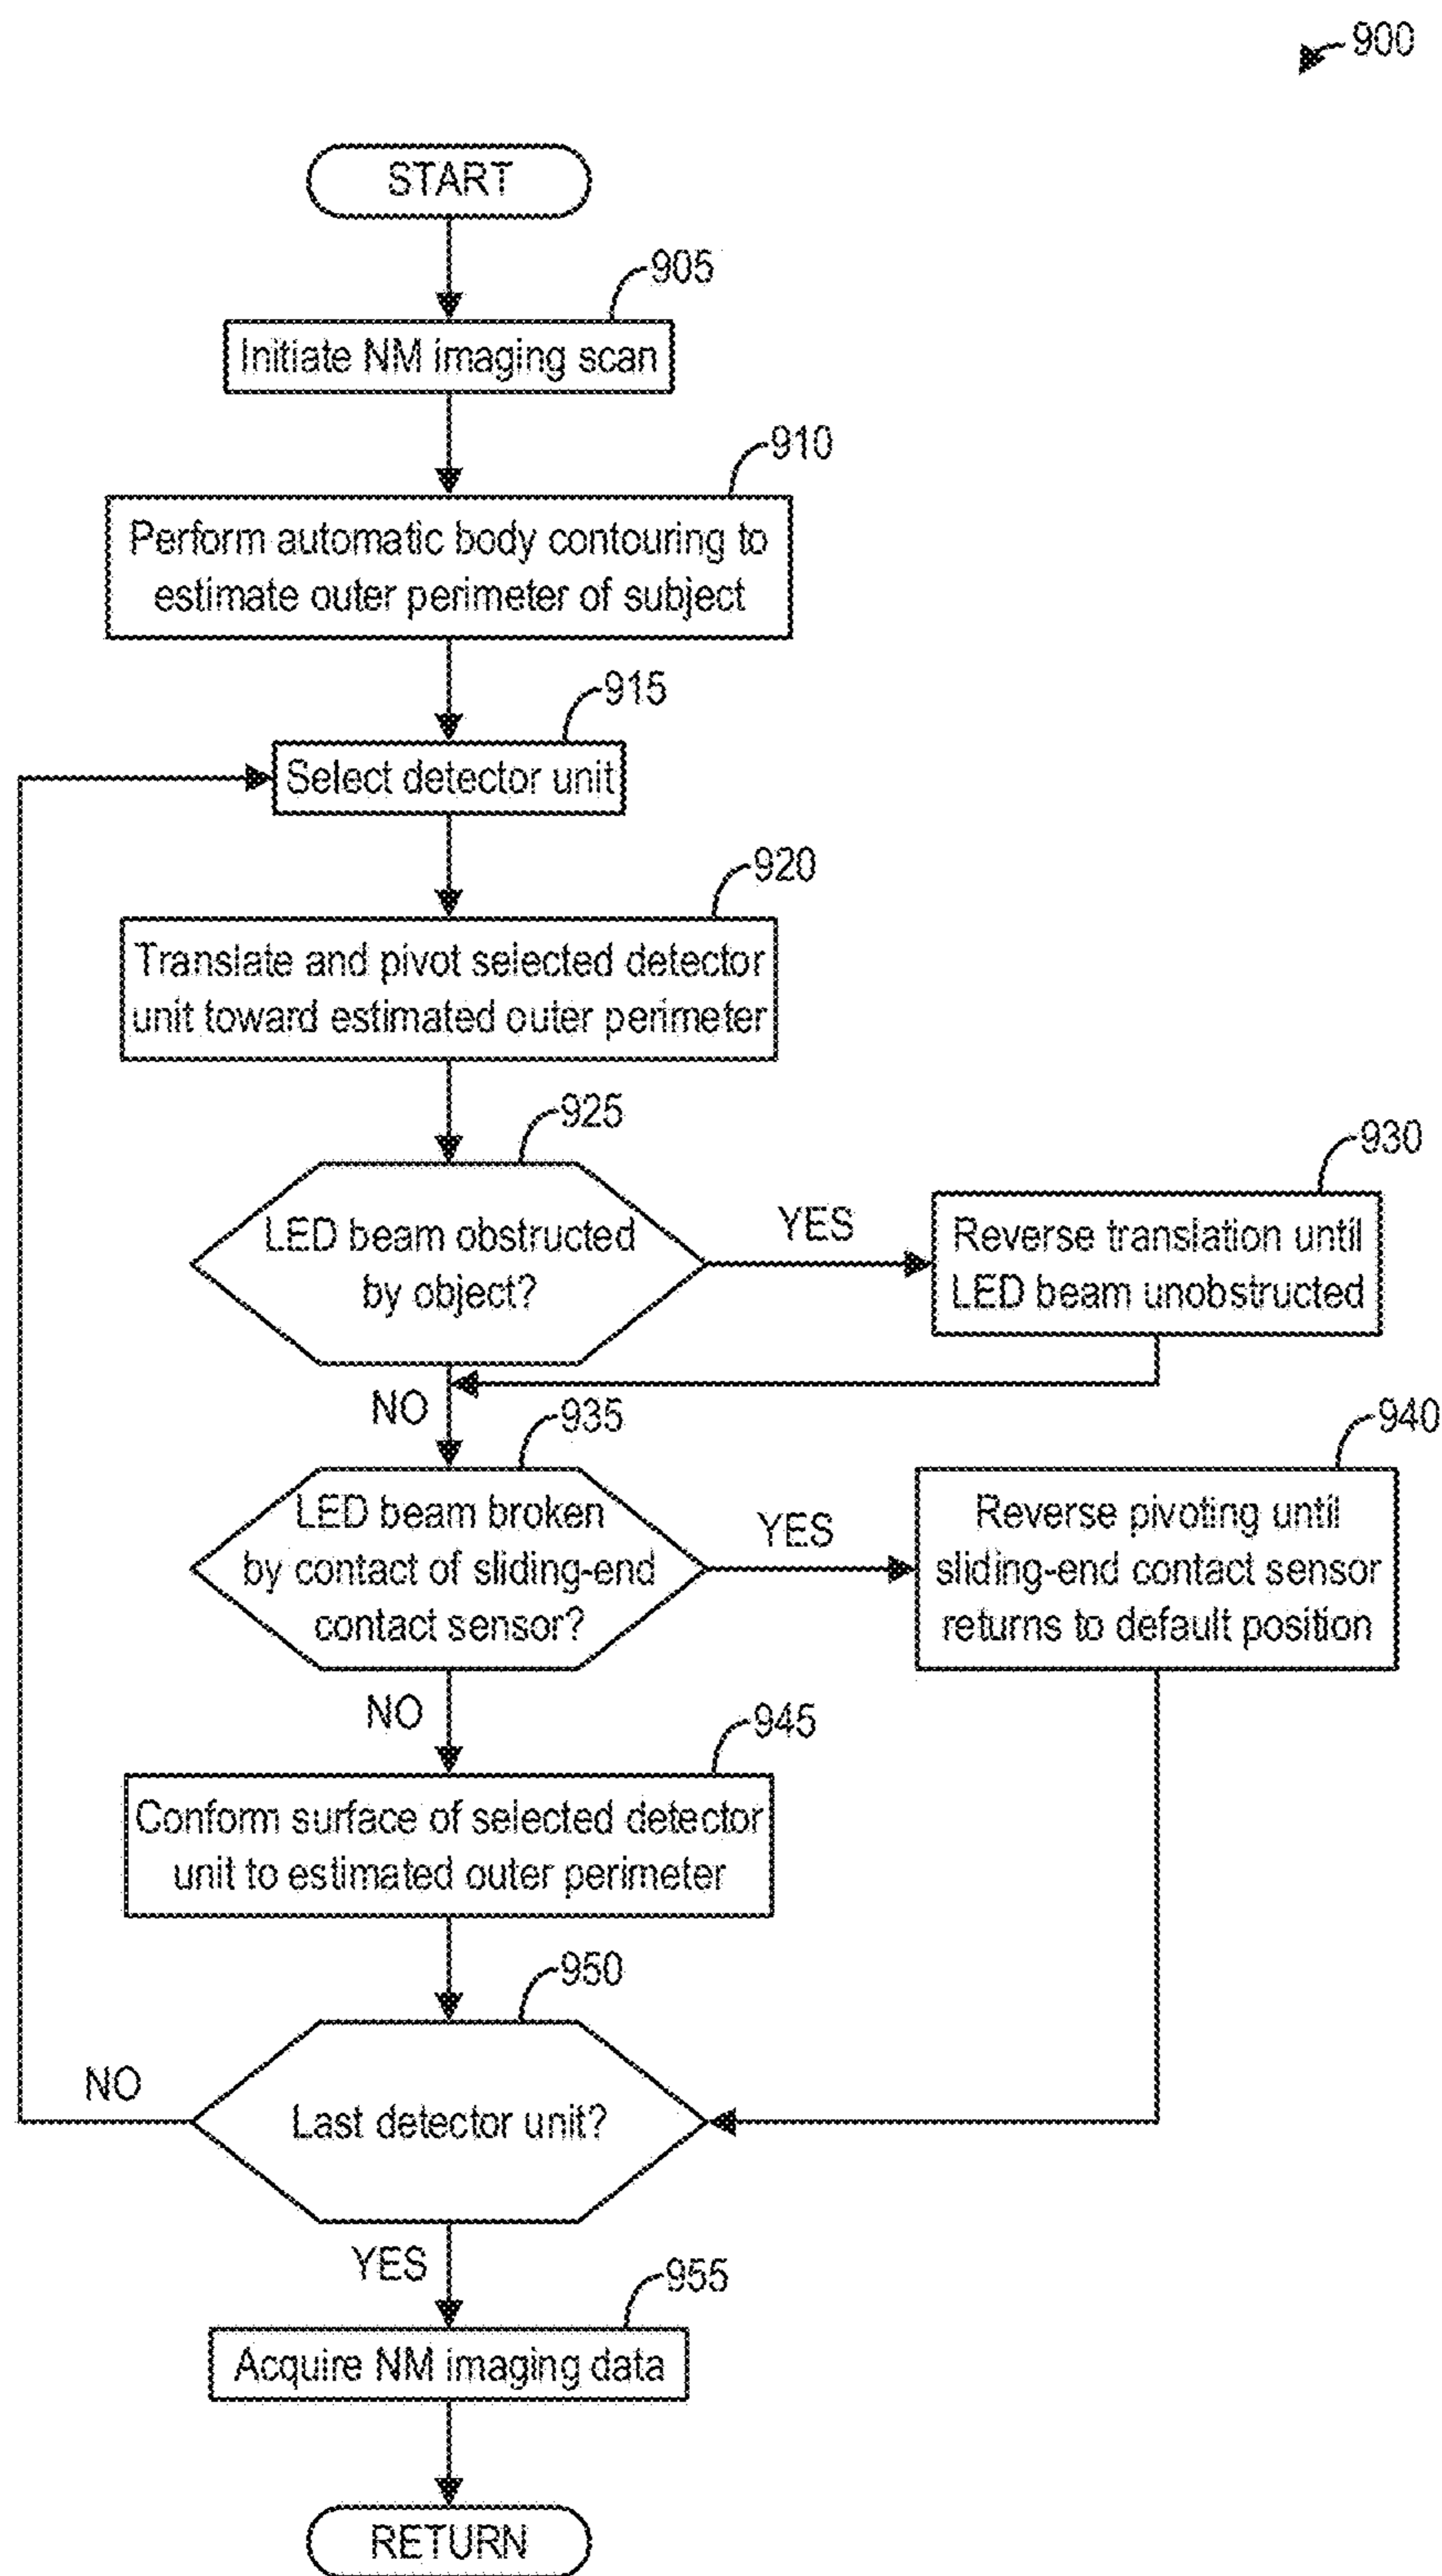 900
START
905
Initiate NM imaging scan
910
Perform automatic body contouring to
estimate outer perimeter of subject
915
Select detector unit
920
Translate and pivot selected detector
unit toward estimated outer perimeter
925
LED beam obstructed
by object?
YES
930
Reverse translation until
LED beam unobstructed
NO
935
LED beam broken
by contact of sliding-end
contact sensor?
YES
940
Reverse pivoting until
sliding-end contact sensor
returns to default position
NO
945
Conform surface of selected detector
unit to estimated outer perimeter
950
Last detector unit?
NO
YES
955
Acquire NM imaging data
RETURN